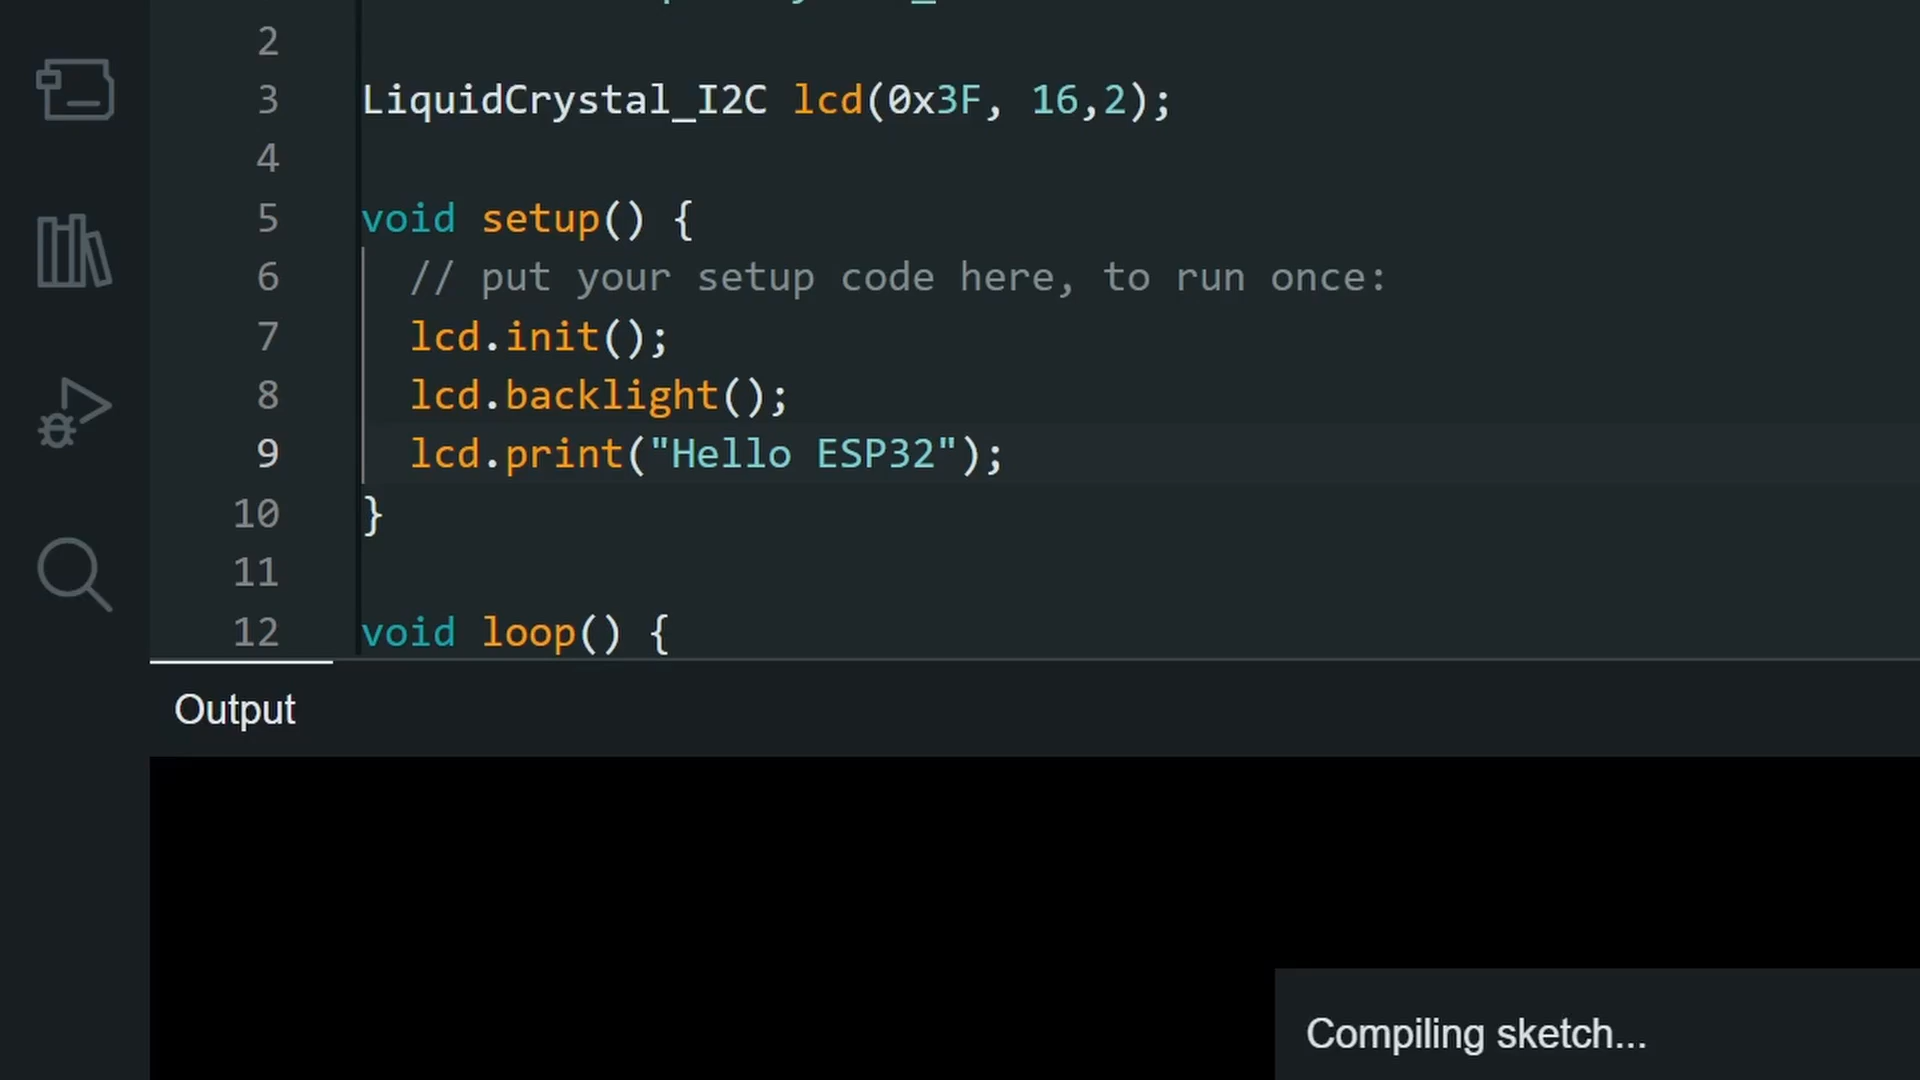 2
3 LiquidCrystal_I2C lcd(0x3F, 16,2);
4
5 void setup() {
6 // put your setup code here, to run once:
7 lcd.init();
8 lcd.backlight();
9 lcd.print("Hello ESP32");
10 }
11
12 void loop() {
Output
Compiling sketch...